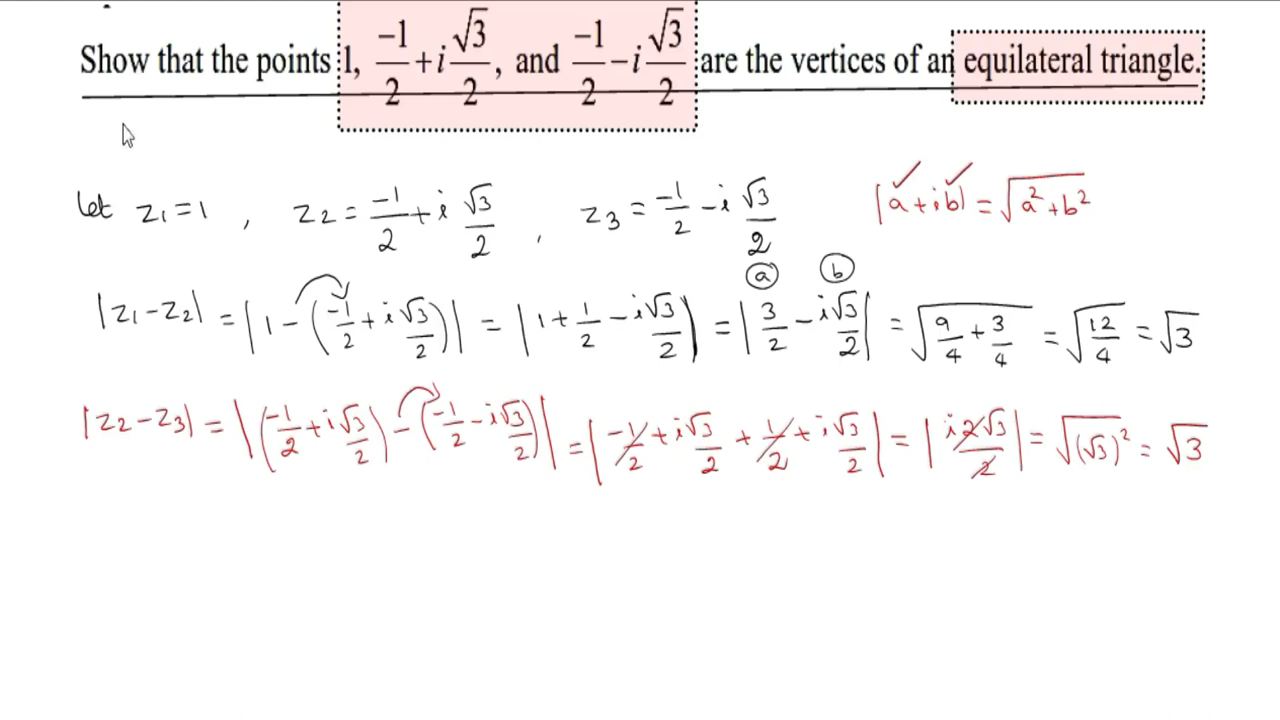 Show that the points 1, -1/2 + i √3/2, and -1/2 - i √3/2 are the vertices of an equilateral triangle.
let z₁ = 1 , z₂ = -1/2 + i √3/2 , z₃ = -1/2 - i √3/2 |a + ib| = √(a² + b²)
a b
|z₁ - z₂| = |1 - (-1/2 + i√3/2)| = |1 + 1/2 - i√3/2| = |3/2 - i√3/2| = √(9/4 + 3/4) = √(12/4) = √3
|z₂ - z₃| = |(-1/2 + i√3/2) - (-1/2 - i√3/2)| = |-1/2 + i√3/2 + 1/2 + i√3/2| = |i2√3/2| = √(√3)² = √3